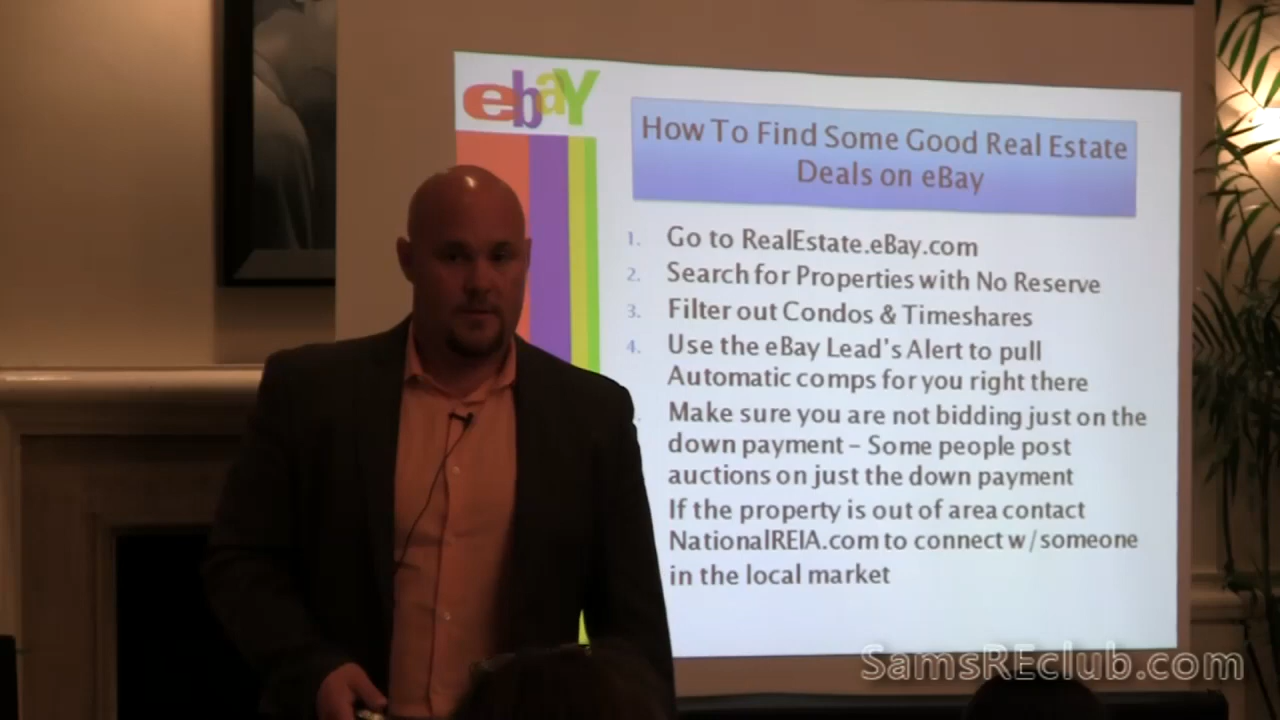 ebay
How To Find Some Good Real Estate
Deals on eBay
1. Go to RealEstate.eBay.com
2. Search for Properties with No Reserve
3. Filter out Condos & Timeshares
4. Use the eBay Lead's Alert to pull
Automatic comps for you right there
Make sure you are not bidding just on the
down payment – Some people post
auctions on just the down payment
If the property is out of area contact
NationalREIA.com to connect w/someone
in the local market
SamsREclub.com